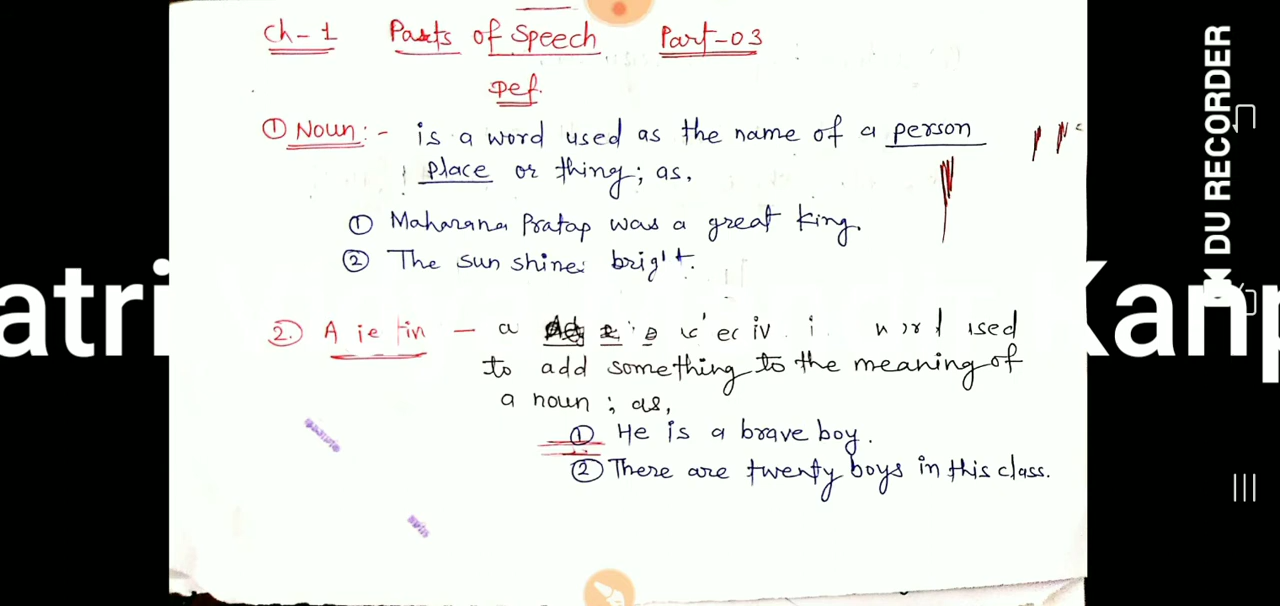 Ch-1 Parts of Speech Part-03
Def.
① Noun:- is a word used as the name of a person
place or thing; as,
① Maharana Pratap was a great king.
② The sun shines bright.
2. — a used
to add something to the meaning of
a noun; as,
① He is a brave boy.
② There are twenty boys in this class.
DU RECORDER
atri Kanp